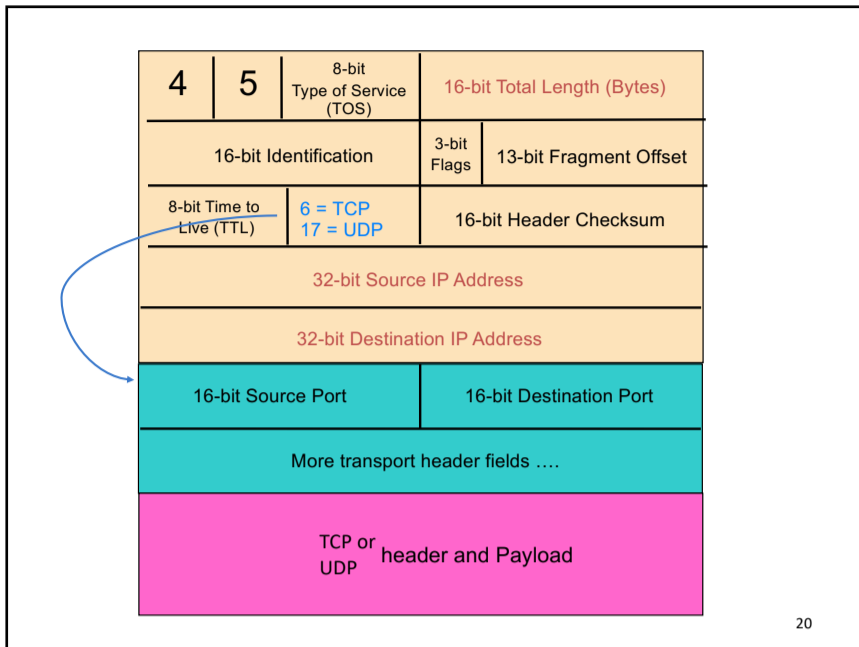 4
5
8-bit
Type of Service
(TOS)
16-bit Total Length (Bytes)
16-bit Identification
3-bit
Flags
13-bit Fragment Offset
8-bit Time to
Live (TTL)
6 = TCP
17 = UDP
16-bit Header Checksum
32-bit Source IP Address
32-bit Destination IP Address
16-bit Source Port
16-bit Destination Port
More transport header fields ....
TCP or
UDP
header and Payload
20